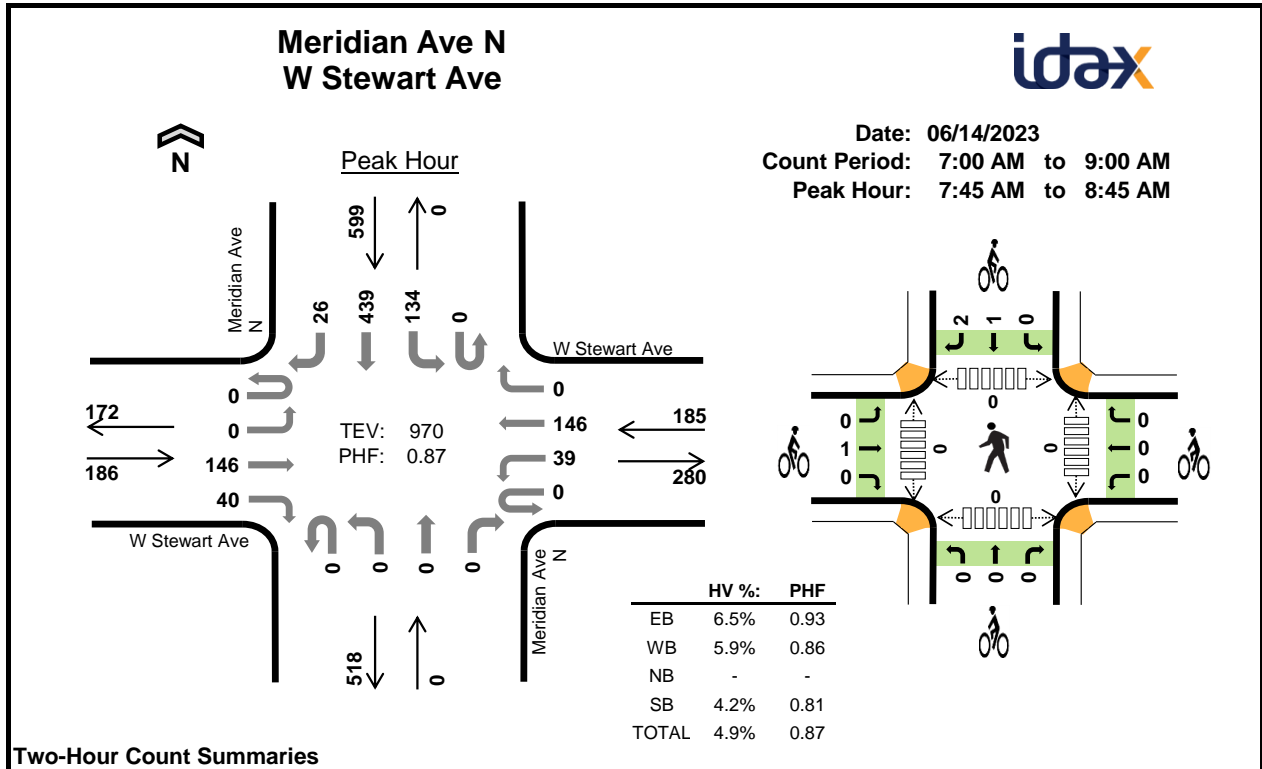 Meridian Ave N
W Stewart Ave
idax
N
Peak Hour
Date: 06/14/2023
Count Period: 7:00 AM to 9:00 AM
Peak Hour: 7:45 AM to 8:45 AM
599
0
Meridian Ave
N
26
439
134
0
W Stewart Ave
0
0
146
40
172
186
TEV: 970
PHF: 0.87
0
146
39
0
185
280
W Stewart Ave
0
0
0
0
Meridian Ave
N
518
0
2
1
0
0
0
1
0
0
0
0
0
0
0
0
0
0
HV %: PHF
EB 6.5% 0.93
WB 5.9% 0.86
NB - -
SB 4.2% 0.81
TOTAL 4.9% 0.87
Two-Hour Count Summaries